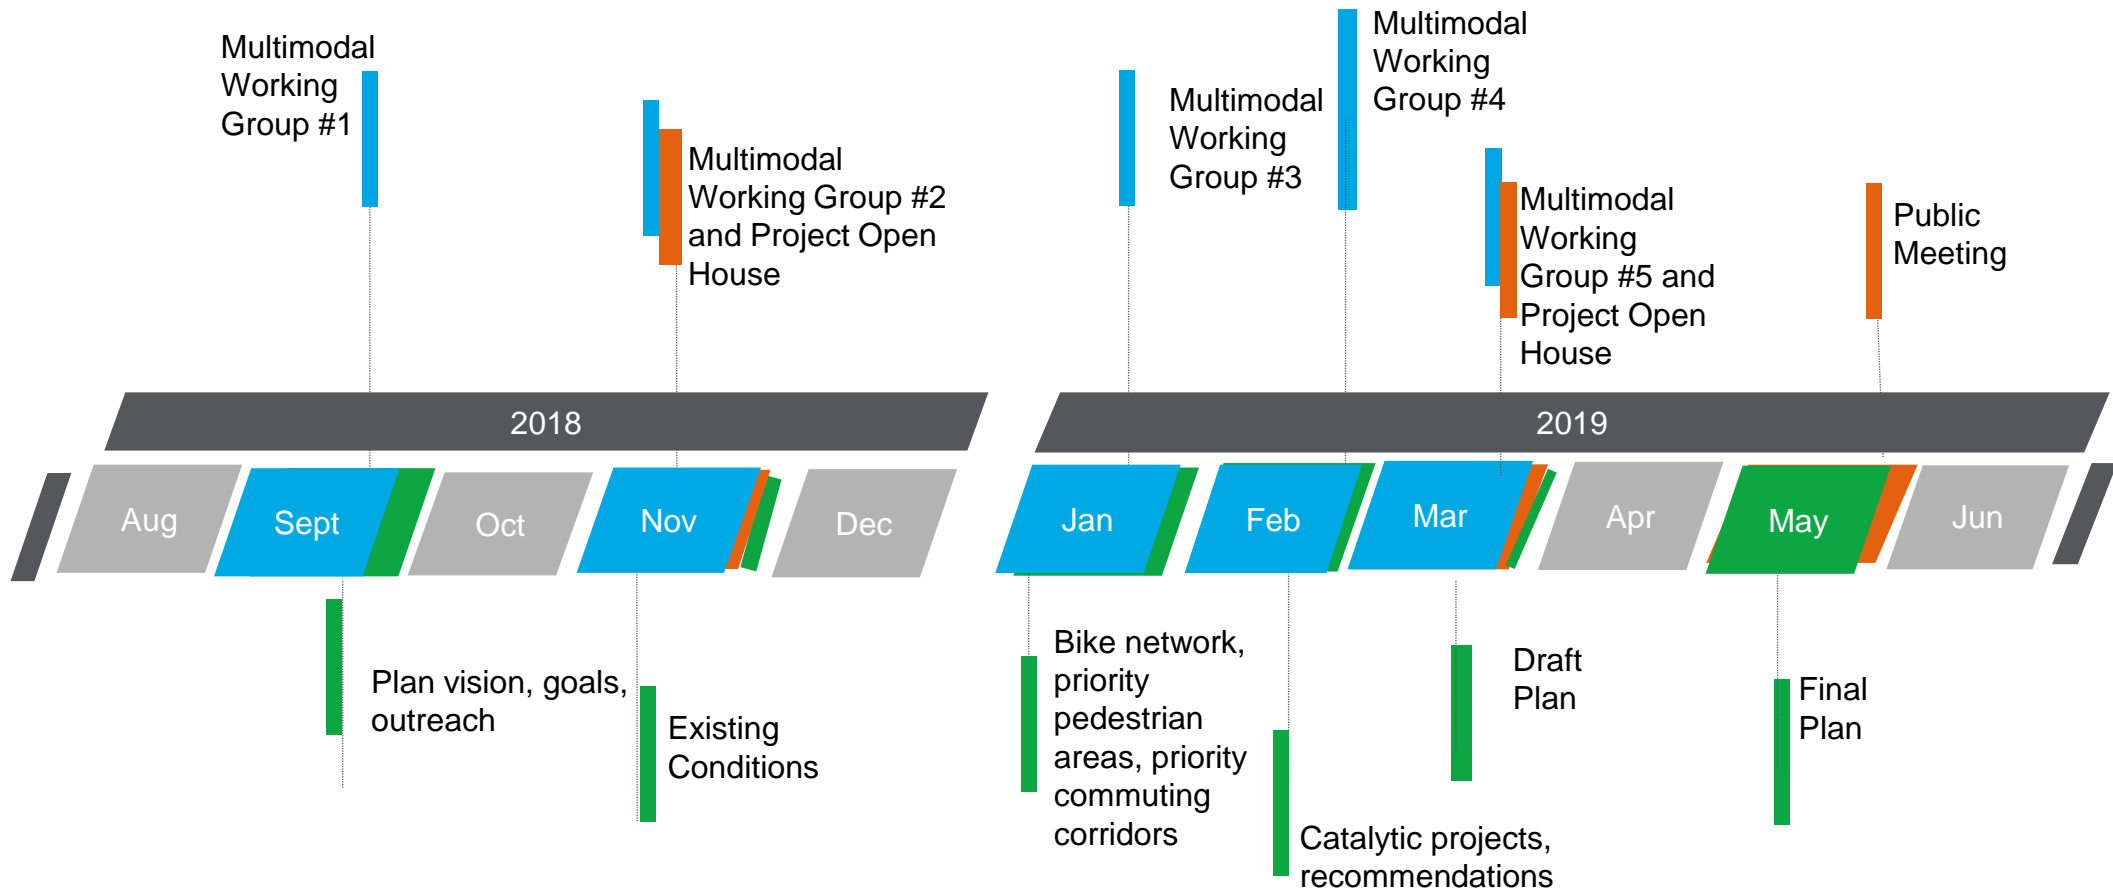 Multimodal
Working
Group #1
Multimodal
Working Group #2
and Project Open
House
Multimodal
Working
Group #3
Multimodal
Working
Group #4
Multimodal
Working
Group #5 and
Project Open
House
Public
Meeting
2018
2019
Aug
Sept
Oct
Nov
Dec
Jan
Feb
Mar
Apr
May
Jun
Plan vision, goals,
outreach
Existing
Conditions
Bike network,
priority
pedestrian
areas, priority
commuting
corridors
Catalytic projects,
recommendations
Draft
Plan
Final
Plan